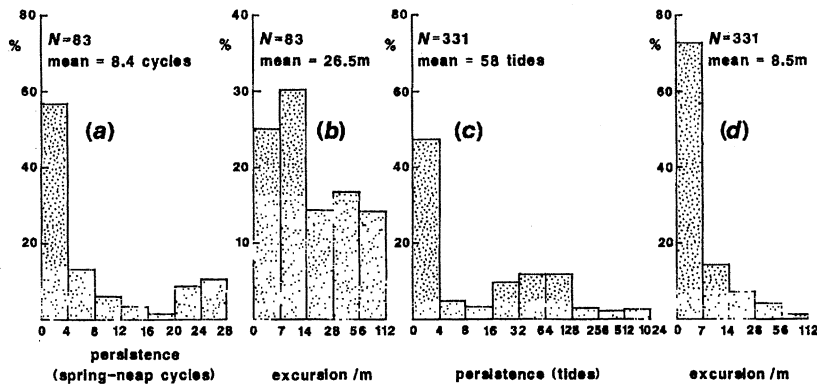 80
%
N=83
mean = 8.4 cycles
60
(a)
40
20
0 4 8 12 16 20 24 28
persistence
(spring-neap cycles)
40
%
N=83
mean = 26.5m
30
(b)
20
10
0 7 14 28 56 112
excursion /m
80
%
N=331
mean = 58 tides
60
(c)
40
20
0 4 8 16 32 64 128 256 512 1024
persistence (tides)
80
%
N=331
mean = 8.5m
60
(d)
40
20
0 7 14 28 56 112
excursion /m